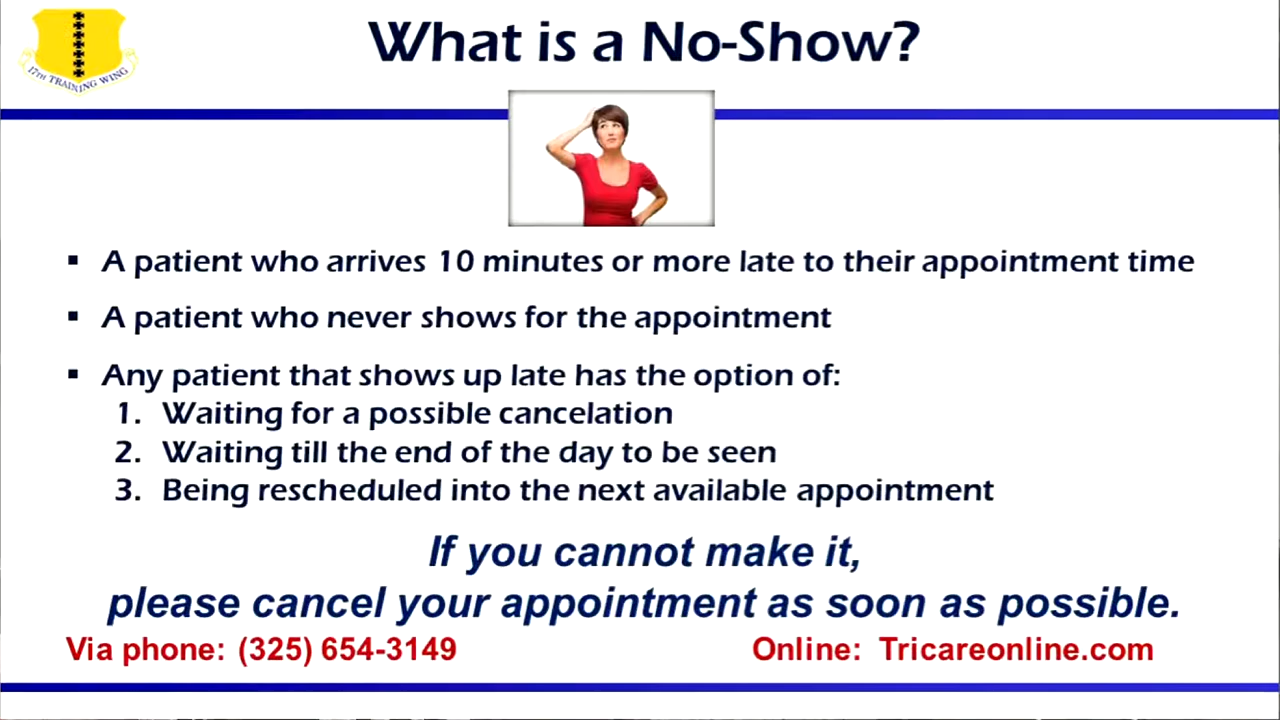 17TH TRAINING WING
What is a No-Show?
▪ A patient who arrives 10 minutes or more late to their appointment time
▪ A patient who never shows for the appointment
▪ Any patient that shows up late has the option of:
1. Waiting for a possible cancelation
2. Waiting till the end of the day to be seen
3. Being rescheduled into the next available appointment
If you cannot make it,
please cancel your appointment as soon as possible.
Via phone: (325) 654-3149 Online: Tricareonline.com